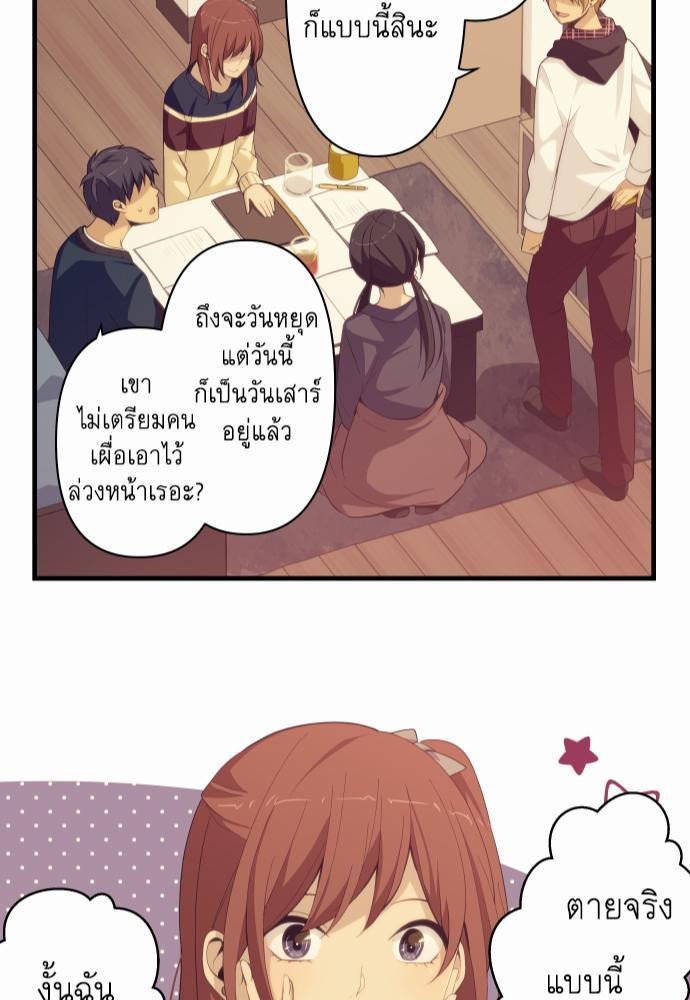 ก็แบบนี้สินะ
ถึงจะวันหยุด
แต่วันนี้
ก็เป็นวันเสาร์
อยู่แล้ว
เขา
ไม่เตรียมคน
เผื่อเอาไว้
ล่วงหน้าเรอะ?
ตายจริง
แบบนี้
งั้นฉัน